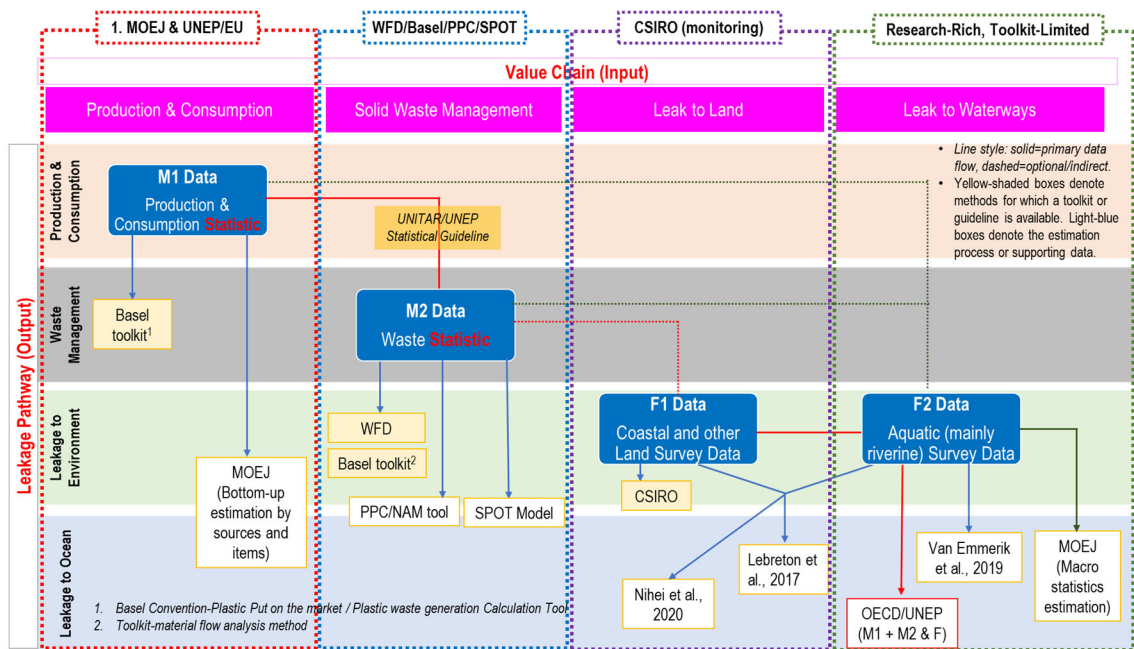 1. MOEJ & UNEP/EU
WFD/Basel/PPC/SPOT
CSIRO (monitoring)
Research-Rich, Toolkit-Limited
Value Chain (Input)
Production & Consumption
Solid Waste Management
Leak to Land
Leak to Waterways
Leakage Pathway (Output)
Production &
Consumption
M1 Data
Production &
Consumption Statistic
UNITAR/UNEP
Statistical Guideline
• Line style: solid=primary data
flow, dashed=optional/indirect.
• Yellow-shaded boxes denote
methods for which a toolkit or
guideline is available. Light-blue
boxes denote the estimation
process or supporting data.
Waste
Management
Basel
toolkit1
M2 Data
Waste Statistic
Leakage to
Environment
F1 Data
Coastal and other
Land Survey Data
F2 Data
Aquatic (mainly
riverine) Survey Data
WFD
Basel toolkit2
CSIRO
MOEJ
(Bottom-up
estimation by
sources and
items)
PPC/NAM tool
SPOT Model
Leakage to Ocean
Lebreton et
al., 2017
Nihei et al.,
2020
Van Emmerik
et al., 2019
MOEJ
(Macro
statistics
estimation)
OECD/UNEP
(M1 + M2 & F)
1. Basel Convention-Plastic Put on the market / Plastic waste generation Calculation Tool
2. Toolkit-material flow analysis method